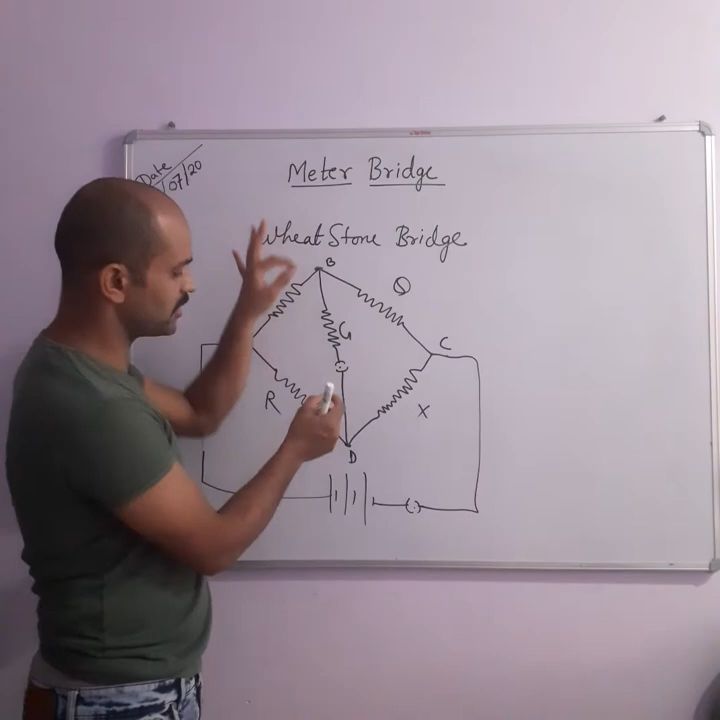 Date
/07/20
Meter Bridge
Wheat Stone Bridge
B
Q
G
C
R
X
D